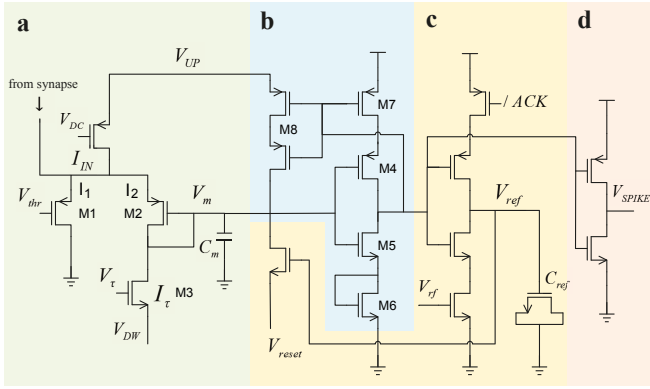 a
b
c
d
V_UP
from synapse
M7
/ ACK
V_DC
M8
I_IN
M4
V_thr
I_1
I_2
V_m
V_ref
V_SPIKE
M1
M2
C_m
M5
V_τ
I_τ
M3
V_rf
C_ref
M6
V_DW
V_reset